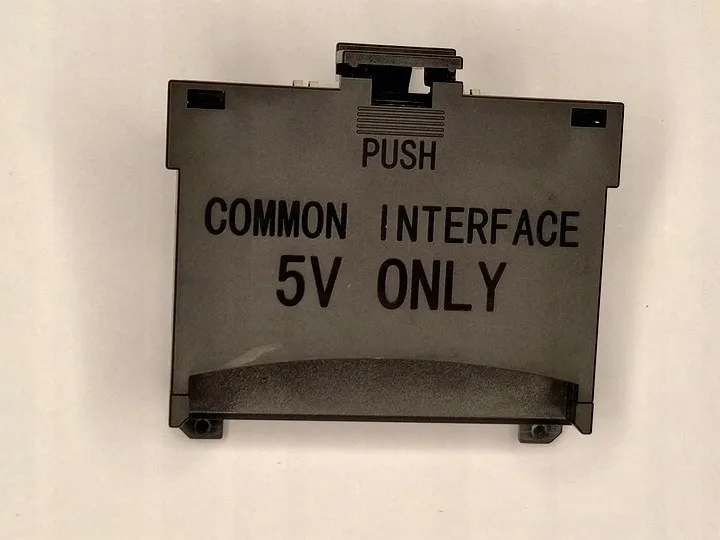 PUSH
COMMON INTERFACE
5V ONLY